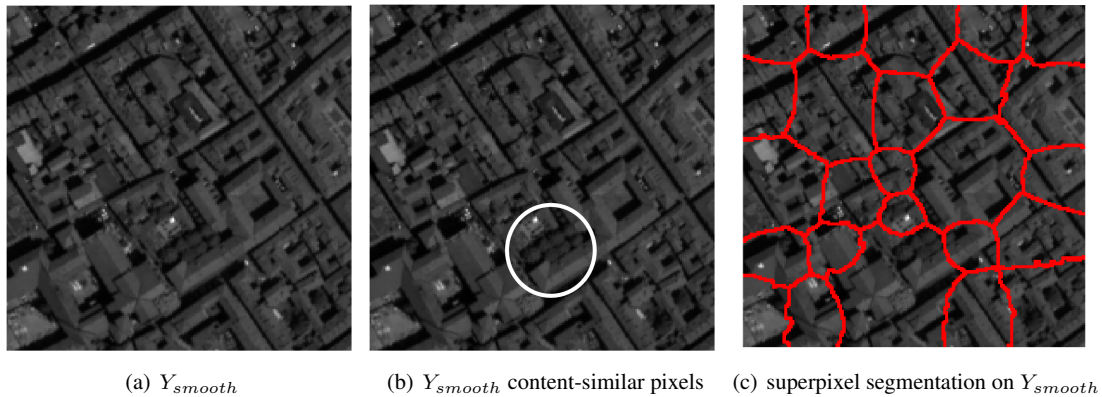 (a) Y_smooth
(b) Y_smooth content-similar pixels
(c) superpixel segmentation on Y_smooth